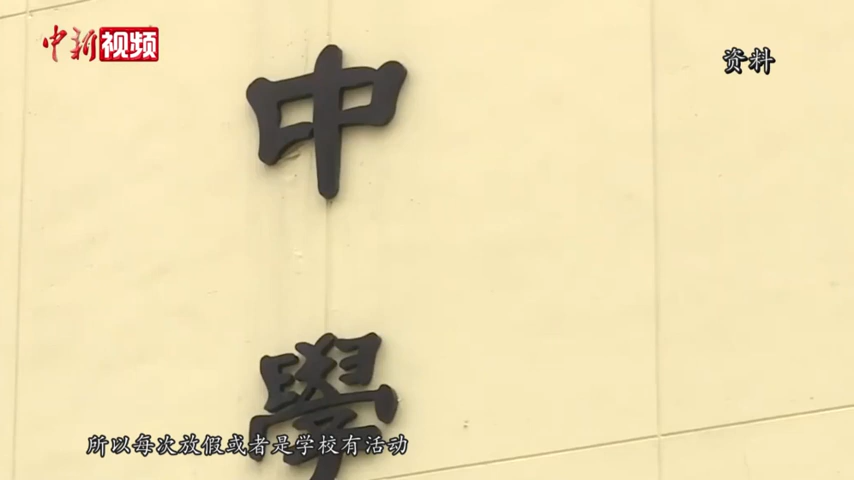 中新视频
资料
中
學
所以每次放假或者是学校有活动